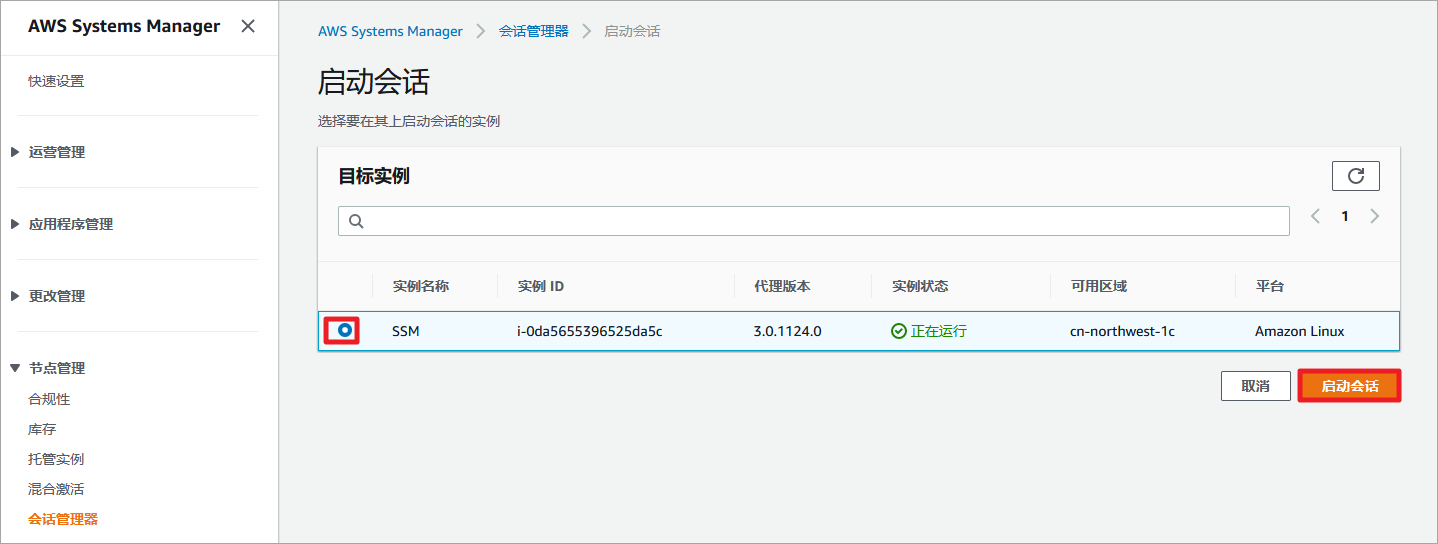 AWS Systems Manager
快速设置
运营管理
应用程序管理
更改管理
节点管理
合规性
库存
托管实例
混合激活
会话管理器
AWS Systems Manager 会话管理器 启动会话
启动会话
选择要在其上启动会话的实例
目标实例
1
实例名称 实例 ID 代理版本 实例状态 可用区域 平台
SSM i-0da5655396525da5c 3.0.1124.0 正在运行 cn-northwest-1c Amazon Linux
取消 启动会话